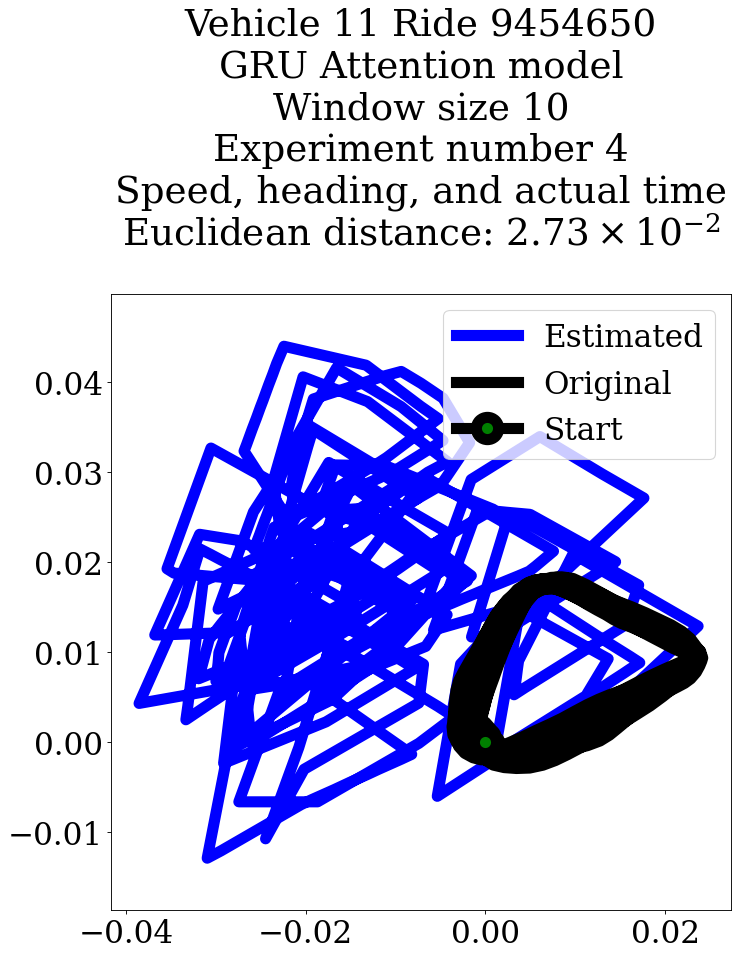 Vehicle 11 Ride 9454650
GRU Attention model
Window size 10
Experiment number 4
Speed, heading, and actual time
Euclidean distance: 2.73 × 10⁻²
Estimated
Original
Start
0.04
0.03
0.02
0.01
0.00
−0.01
−0.04
−0.02
0.00
0.02